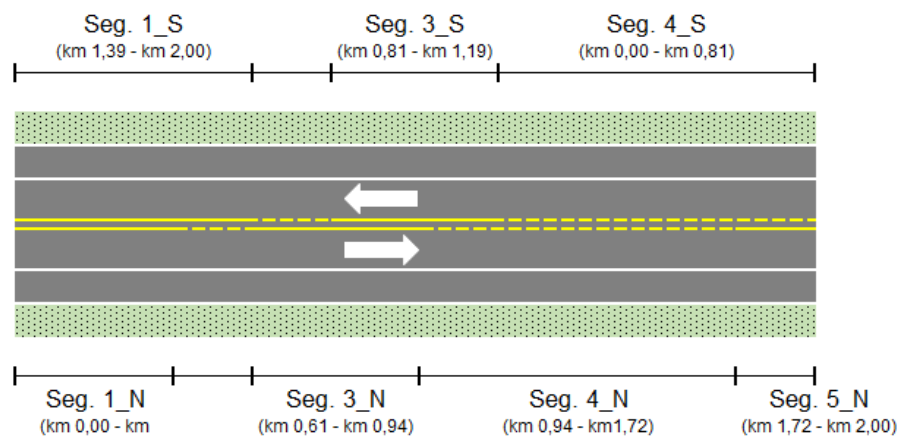 Seg. 1_S
(km 1,39 - km 2,00)
Seg. 3_S
(km 0,81 - km 1,19)
Seg. 4_S
(km 0,00 - km 0,81)
Seg. 1_N
(km 0,00 - km
Seg. 3_N
(km 0,61 - km 0,94)
Seg. 4_N
(km 0,94 - km1,72)
Seg. 5_N
(km 1,72 - km 2,00)